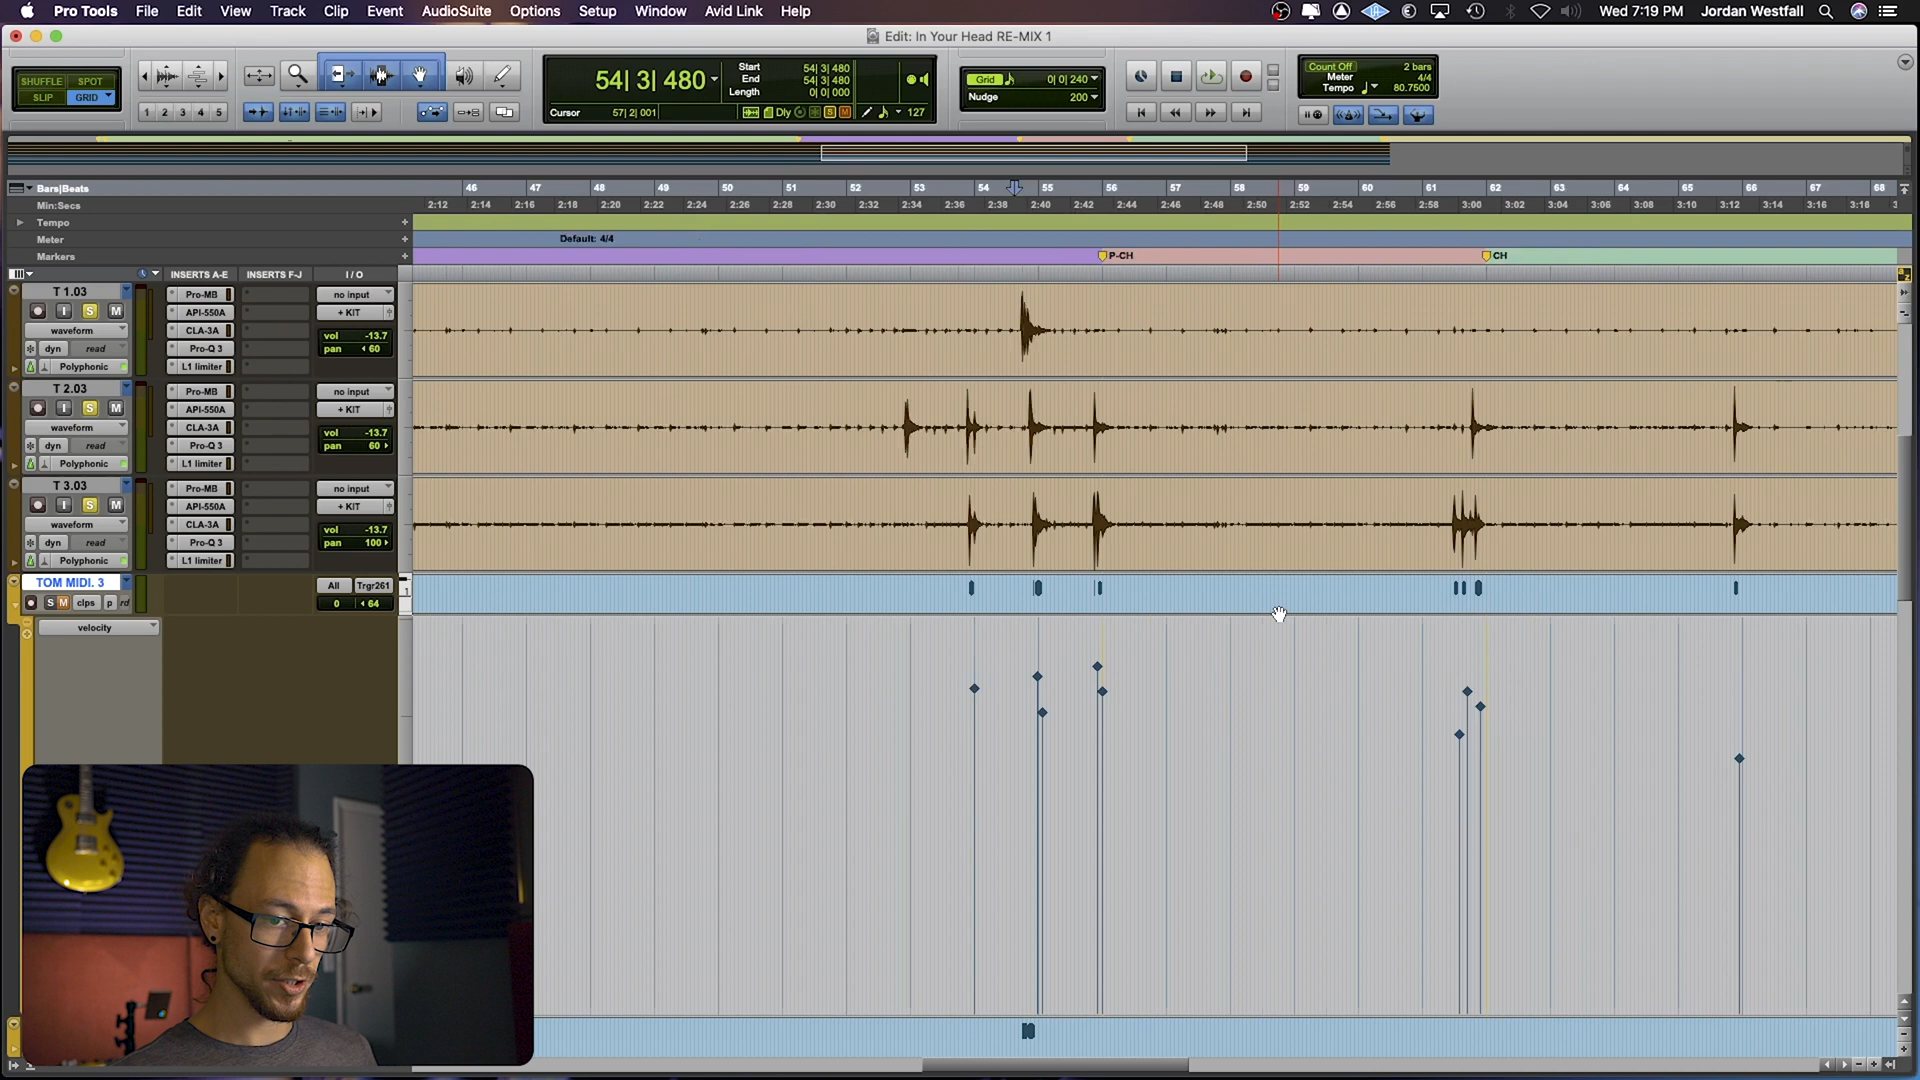 Pro Tools File Edit View Track Clip Event AudioSuite Options Setup Window Avid Link Help Wed 7:19 PM Jordan Westfall
Edit: In Your Head RE-MIX 1
SHUFFLE SPOT
SLIP GRID
1 2 3 4 5
54| 3| 480
Start 54| 3| 480
End 54| 3| 480
Length 0| 0| 000
Cursor 57| 2| 001 Dly S M 127
Grid 0| 0| 240
Nudge 200
Count Off 2 bars
Meter 4/4
Tempo 80.7500
Bars|Beats 46 47 48 49 50 51 52 53 54 55 56 57 58 59 60 61 62 63 64 65 66 67 68
Min:Secs 2:12 2:14 2:16 2:18 2:20 2:22 2:24 2:26 2:28 2:30 2:32 2:34 2:36 2:38 2:40 2:42 2:44 2:46 2:48 2:50 2:52 2:54 2:56 2:58 3:00 3:02 3:04 3:06 3:08 3:10 3:12 3:14 3:16 3:18 3
Tempo +
Meter + Default: 4/4
Markers + P-CH CH
INSERTS A-E INSERTS F-J I / O
T 1.03 Pro-MB no input
I S M API-550A + KIT
waveform CLA-3A vol -13.7
dyn read Pro-Q 3 pan 60
Polyphonic L1 limiter
T 2.03 Pro-MB no input
I S M API-550A + KIT
waveform CLA-3A vol -13.7
dyn read Pro-Q 3 pan 60
Polyphonic L1 limiter
T 3.03 Pro-MB no input
I S M API-550A + KIT
waveform CLA-3A vol -13.7
dyn read Pro-Q 3 pan 100
Polyphonic L1 limiter
TOM MIDI. 3 All Trgr261 1
S M clps p rd 0 64
velocity